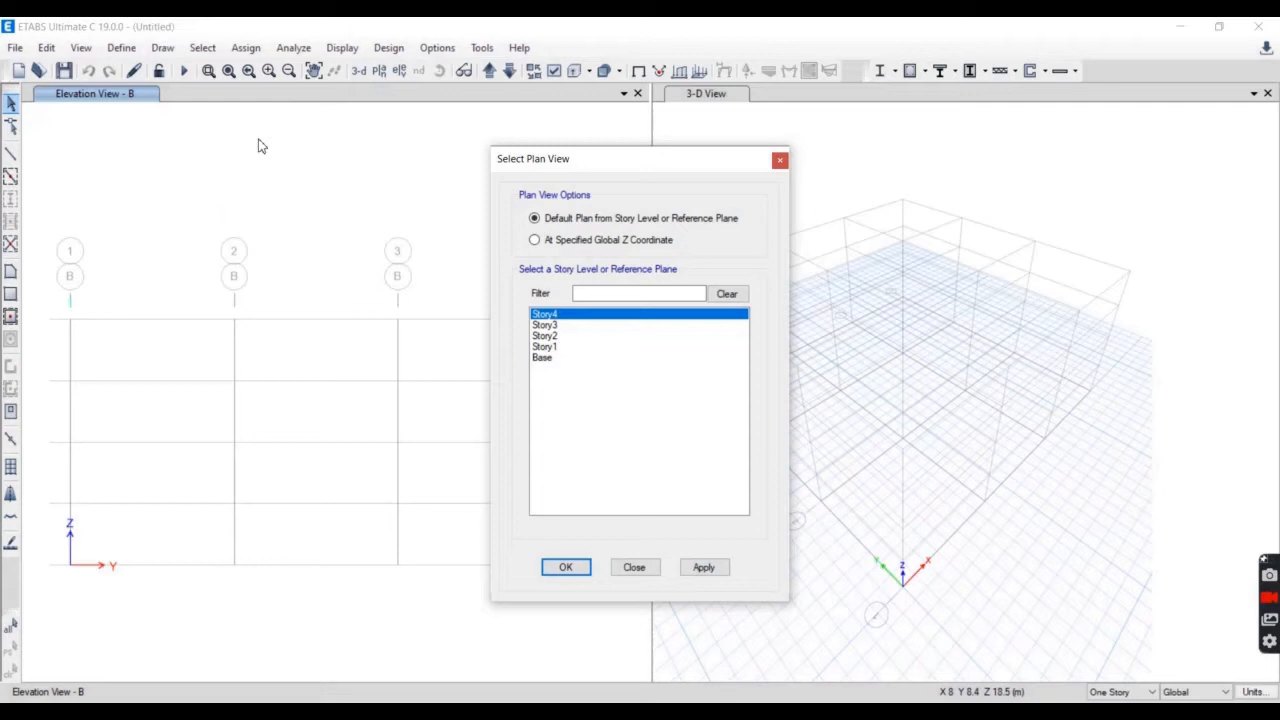 ETABS Ultimate C 19.0.0 - (Untitled)
File Edit View Define Draw Select Assign Analyze Display Design Options Tools Help
3-d
nd
Elevation View - B
3-D View
Select Plan View
Plan View Options
Default Plan from Story Level or Reference Plane
At Specified Global Z Coordinate
Select a Story Level or Reference Plane
Filter
Clear
Story4
Story3
Story2
Story1
Base
OK Close Apply
1 2 3
B B B
Z
Y
Y Z X
all
Elevation View - B
X 8 Y 8.4 Z 18.5 (m)
One Story
Global
Units...